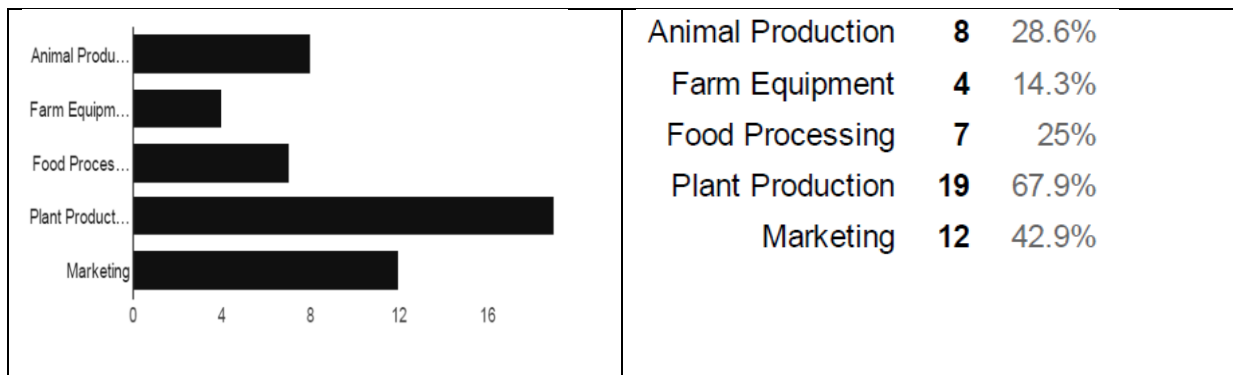 Animal Produ...
Farm Equipm...
Food Proces...
Plant Product...
Marketing
0 4 8 12 16
Animal Production 8 28.6%
Farm Equipment 4 14.3%
Food Processing 7 25%
Plant Production 19 67.9%
Marketing 12 42.9%